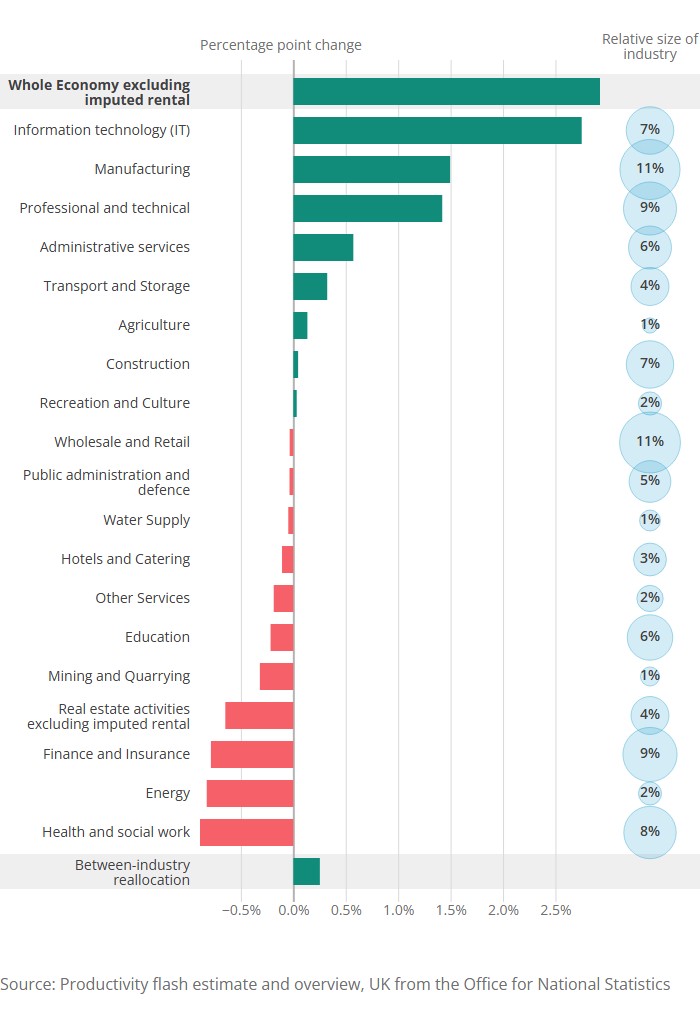 Percentage point change
Relative size of
industry
Whole Economy excluding
imputed rental
Information technology (IT)
7%
Manufacturing
11%
Professional and technical
9%
Administrative services
6%
Transport and Storage
4%
Agriculture
1%
Construction
7%
Recreation and Culture
2%
Wholesale and Retail
11%
Public administration and
defence
5%
Water Supply
1%
Hotels and Catering
3%
Other Services
2%
Education
6%
Mining and Quarrying
1%
Real estate activities
excluding imputed rental
4%
Finance and Insurance
9%
Energy
2%
Health and social work
8%
Between-industry
reallocation
−0.5% 0.0% 0.5% 1.0% 1.5% 2.0% 2.5%
Source: Productivity flash estimate and overview, UK from the Office for National Statistics